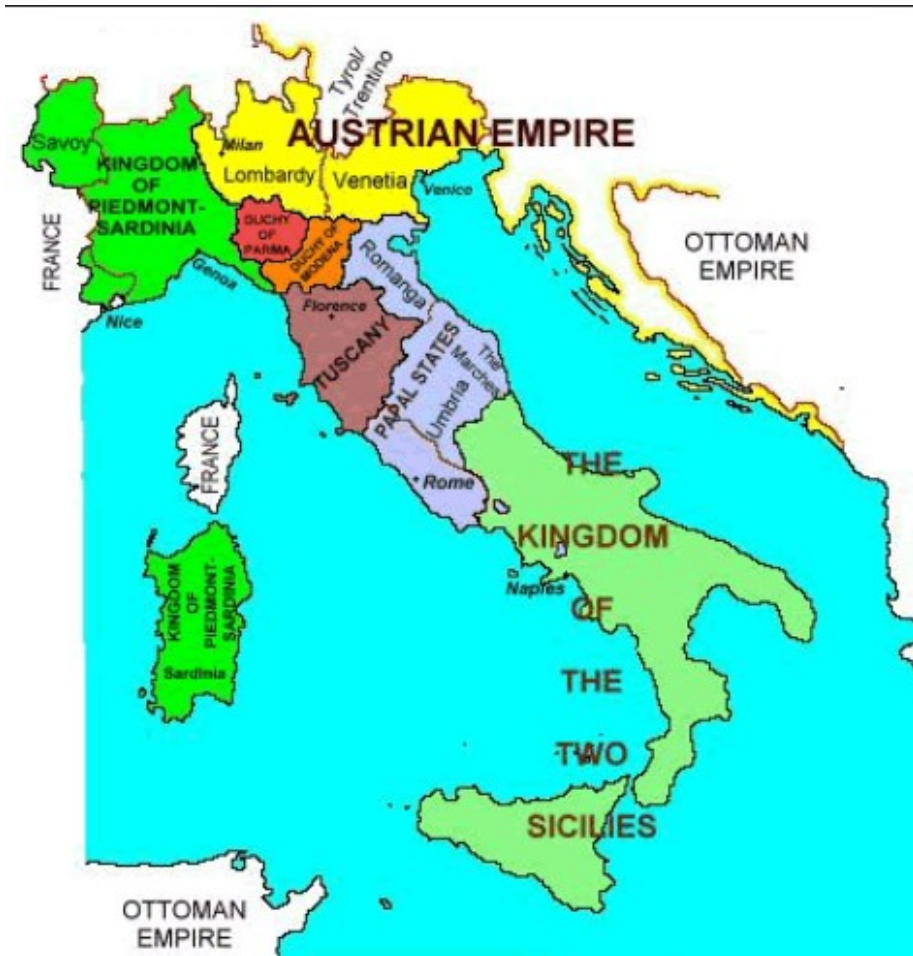 Tyrol/
Trentino
AUSTRIAN EMPIRE
Savoy
Milan
Lombardy
Venetia
Venice
KINGDOM
OF
PIEDMONT-
SARDINIA
DUCHY
OF
PARMA
DUCHY OF
MODENA
Romanga
FRANCE
OTTOMAN
EMPIRE
Genoa
Nice
Florence
TUSCANY
PAPAL STATES
The
Marches
Umbria
FRANCE
Rome
THE
KINGDOM
OF
THE
TWO
SICILIES
Naples
KINGDOM
OF
PIEDMONT-
SARDINIA
Sardinia
OTTOMAN
EMPIRE